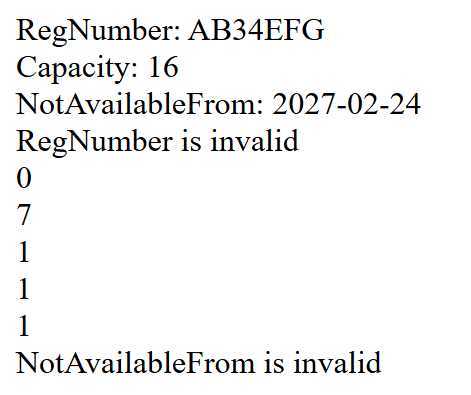 RegNumber: AB34EFG
Capacity: 16
NotAvailableFrom: 2027-02-24
RegNumber is invalid
0
7
1
1
1
NotAvailableFrom is invalid